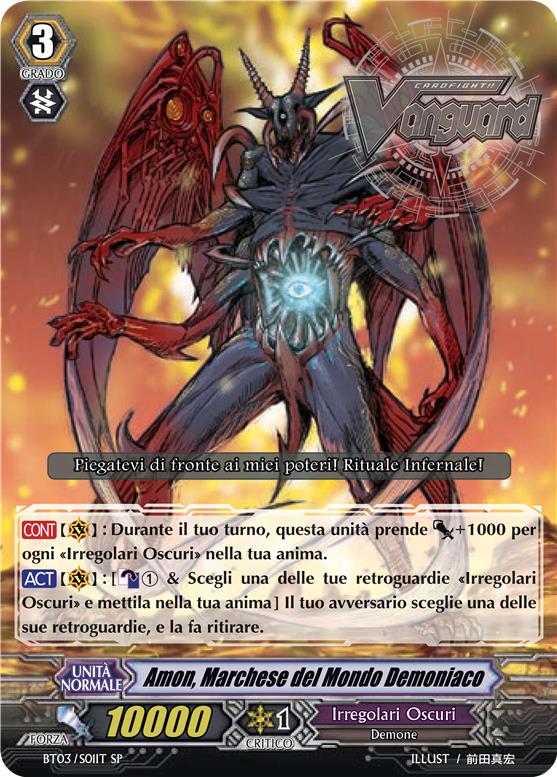 3
GRADO
CARDFIGHT!!
Vanguard
Piegatevi di fronte ai miei poteri! Rituale Infernale!
CONT【】: Durante il tuo turno, questa unità prende +1000 per
ogni «Irregolari Oscuri» nella tua anima.
ACT【】: [① & Scegli una delle tue retroguardie «Irregolari
Oscuri» e mettila nella tua anima] Il tuo avversario sceglie una delle
sue retroguardie, e la fa ritirare.
UNITÀ
NORMALE
Amon, Marchese del Mondo Demoniaco
FORZA
10000
1
CRITICO
Irregolari Oscuri
Demone
BT03 /S011IT SP
ILLUST / 前田真宏